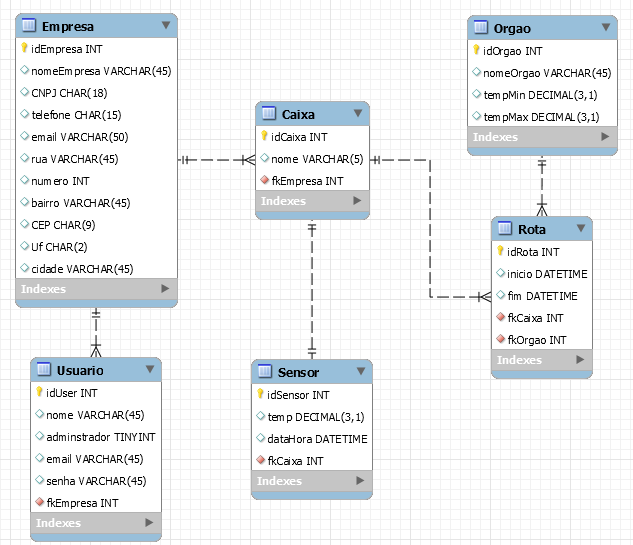 Empresa
idEmpresa INT
nomeEmpresa VARCHAR(45)
CNPJ CHAR(18)
telefone CHAR(15)
email VARCHAR(50)
rua VARCHAR(45)
numero INT
bairro VARCHAR(45)
CEP CHAR(9)
Uf CHAR(2)
cidade VARCHAR(45)
Indexes
Caixa
idCaixa INT
nome VARCHAR(5)
fkEmpresa INT
Indexes
Orgao
idOrgao INT
nomeOrgao VARCHAR(45)
tempMin DECIMAL(3,1)
tempMax DECIMAL(3,1)
Indexes
Rota
idRota INT
inicio DATETIME
fim DATETIME
fkCaixa INT
fkOrgao INT
Indexes
Usuario
idUser INT
nome VARCHAR(45)
adminstrador TINYINT
email VARCHAR(45)
senha VARCHAR(45)
fkEmpresa INT
Indexes
Sensor
idSensor INT
temp DECIMAL(3,1)
dataHora DATETIME
fkCaixa INT
Indexes